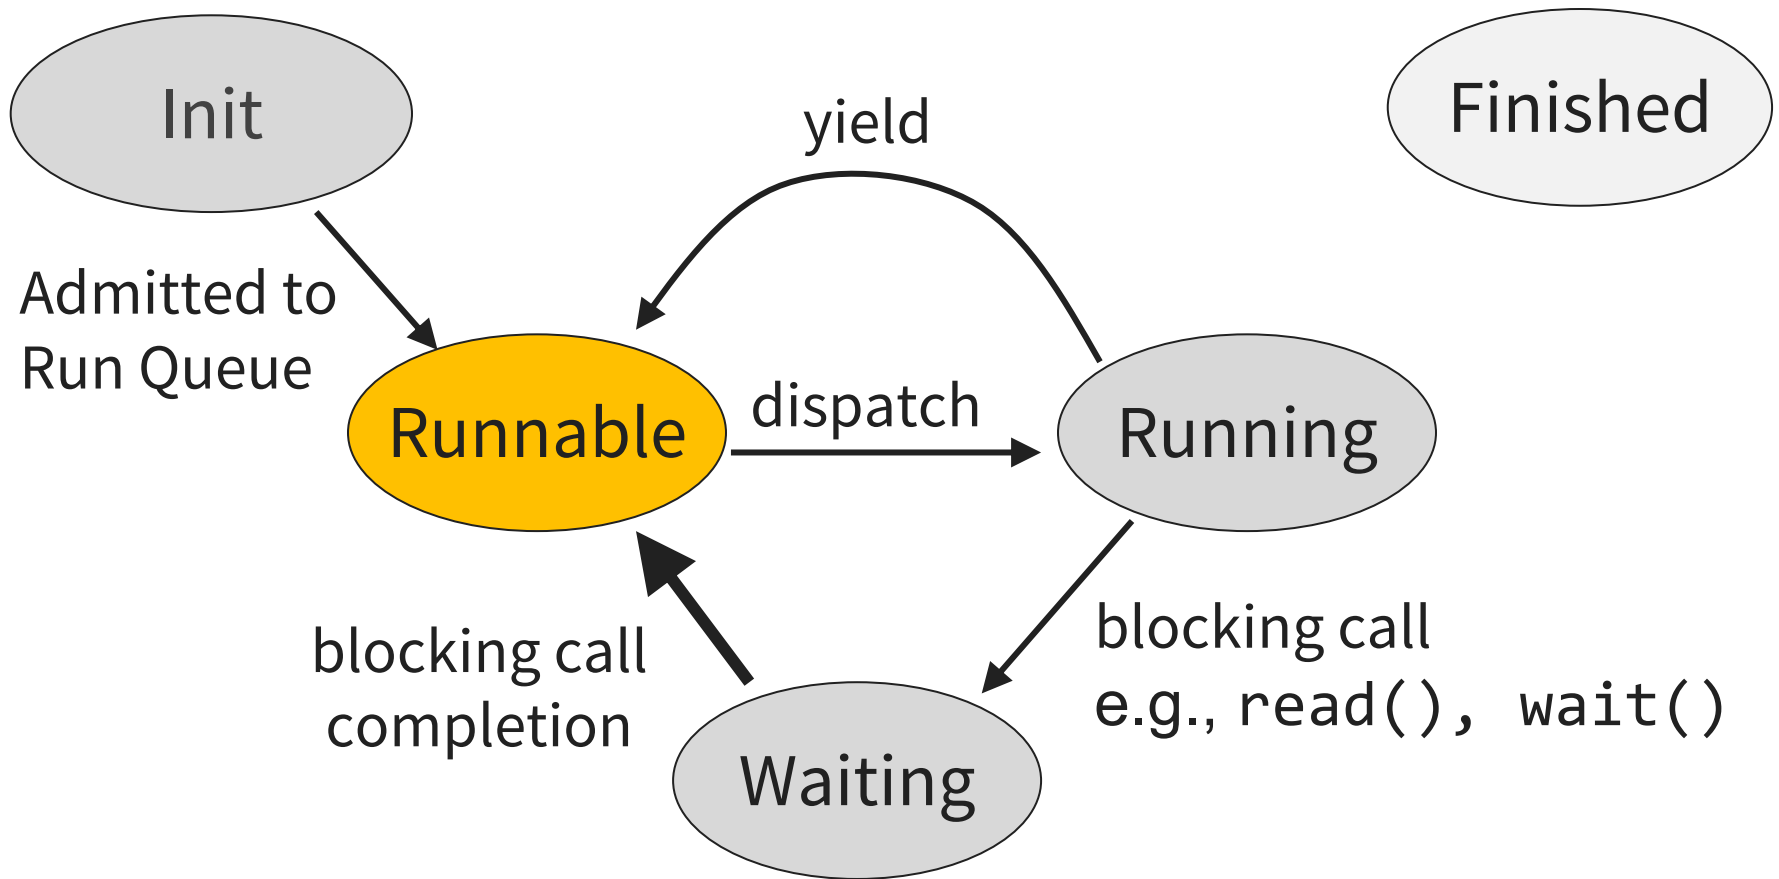 Init
Finished
yield
Admitted to
Run Queue
dispatch
Runnable
Running
blocking call
completion
blocking call
e.g., read(), wait()
Waiting